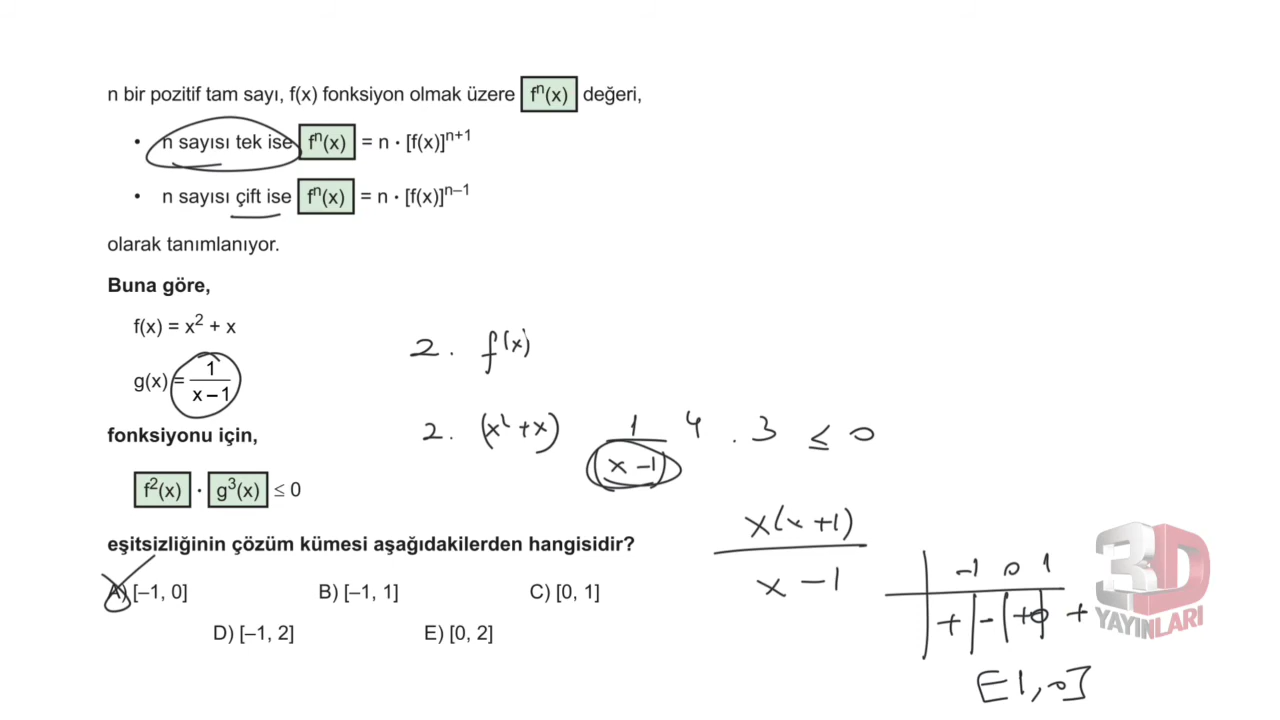 n bir pozitif tam sayı, f(x) fonksiyon olmak üzere fⁿ(x) değeri,
• n sayısı tek ise fⁿ(x) = n · [f(x)]ⁿ⁺¹
• n sayısı çift ise fⁿ(x) = n · [f(x)]ⁿ⁻¹
olarak tanımlanıyor.
Buna göre,
f(x) = x² + x
g(x) = 1/(x – 1)
fonksiyonu için,
f²(x) · g³(x) ≤ 0
eşitsizliğinin çözüm kümesi aşağıdakilerden hangisidir?
A) [–1, 0] B) [–1, 1] C) [0, 1]
D) [–1, 2] E) [0, 2]
2. f(x)
2. (x² + x) 1/(x – 1) 4 . 3 ≤ 0
x(x + 1)
x – 1
-1 0 1
+ - + +
[-1, 0]
3D
YAYINLARI